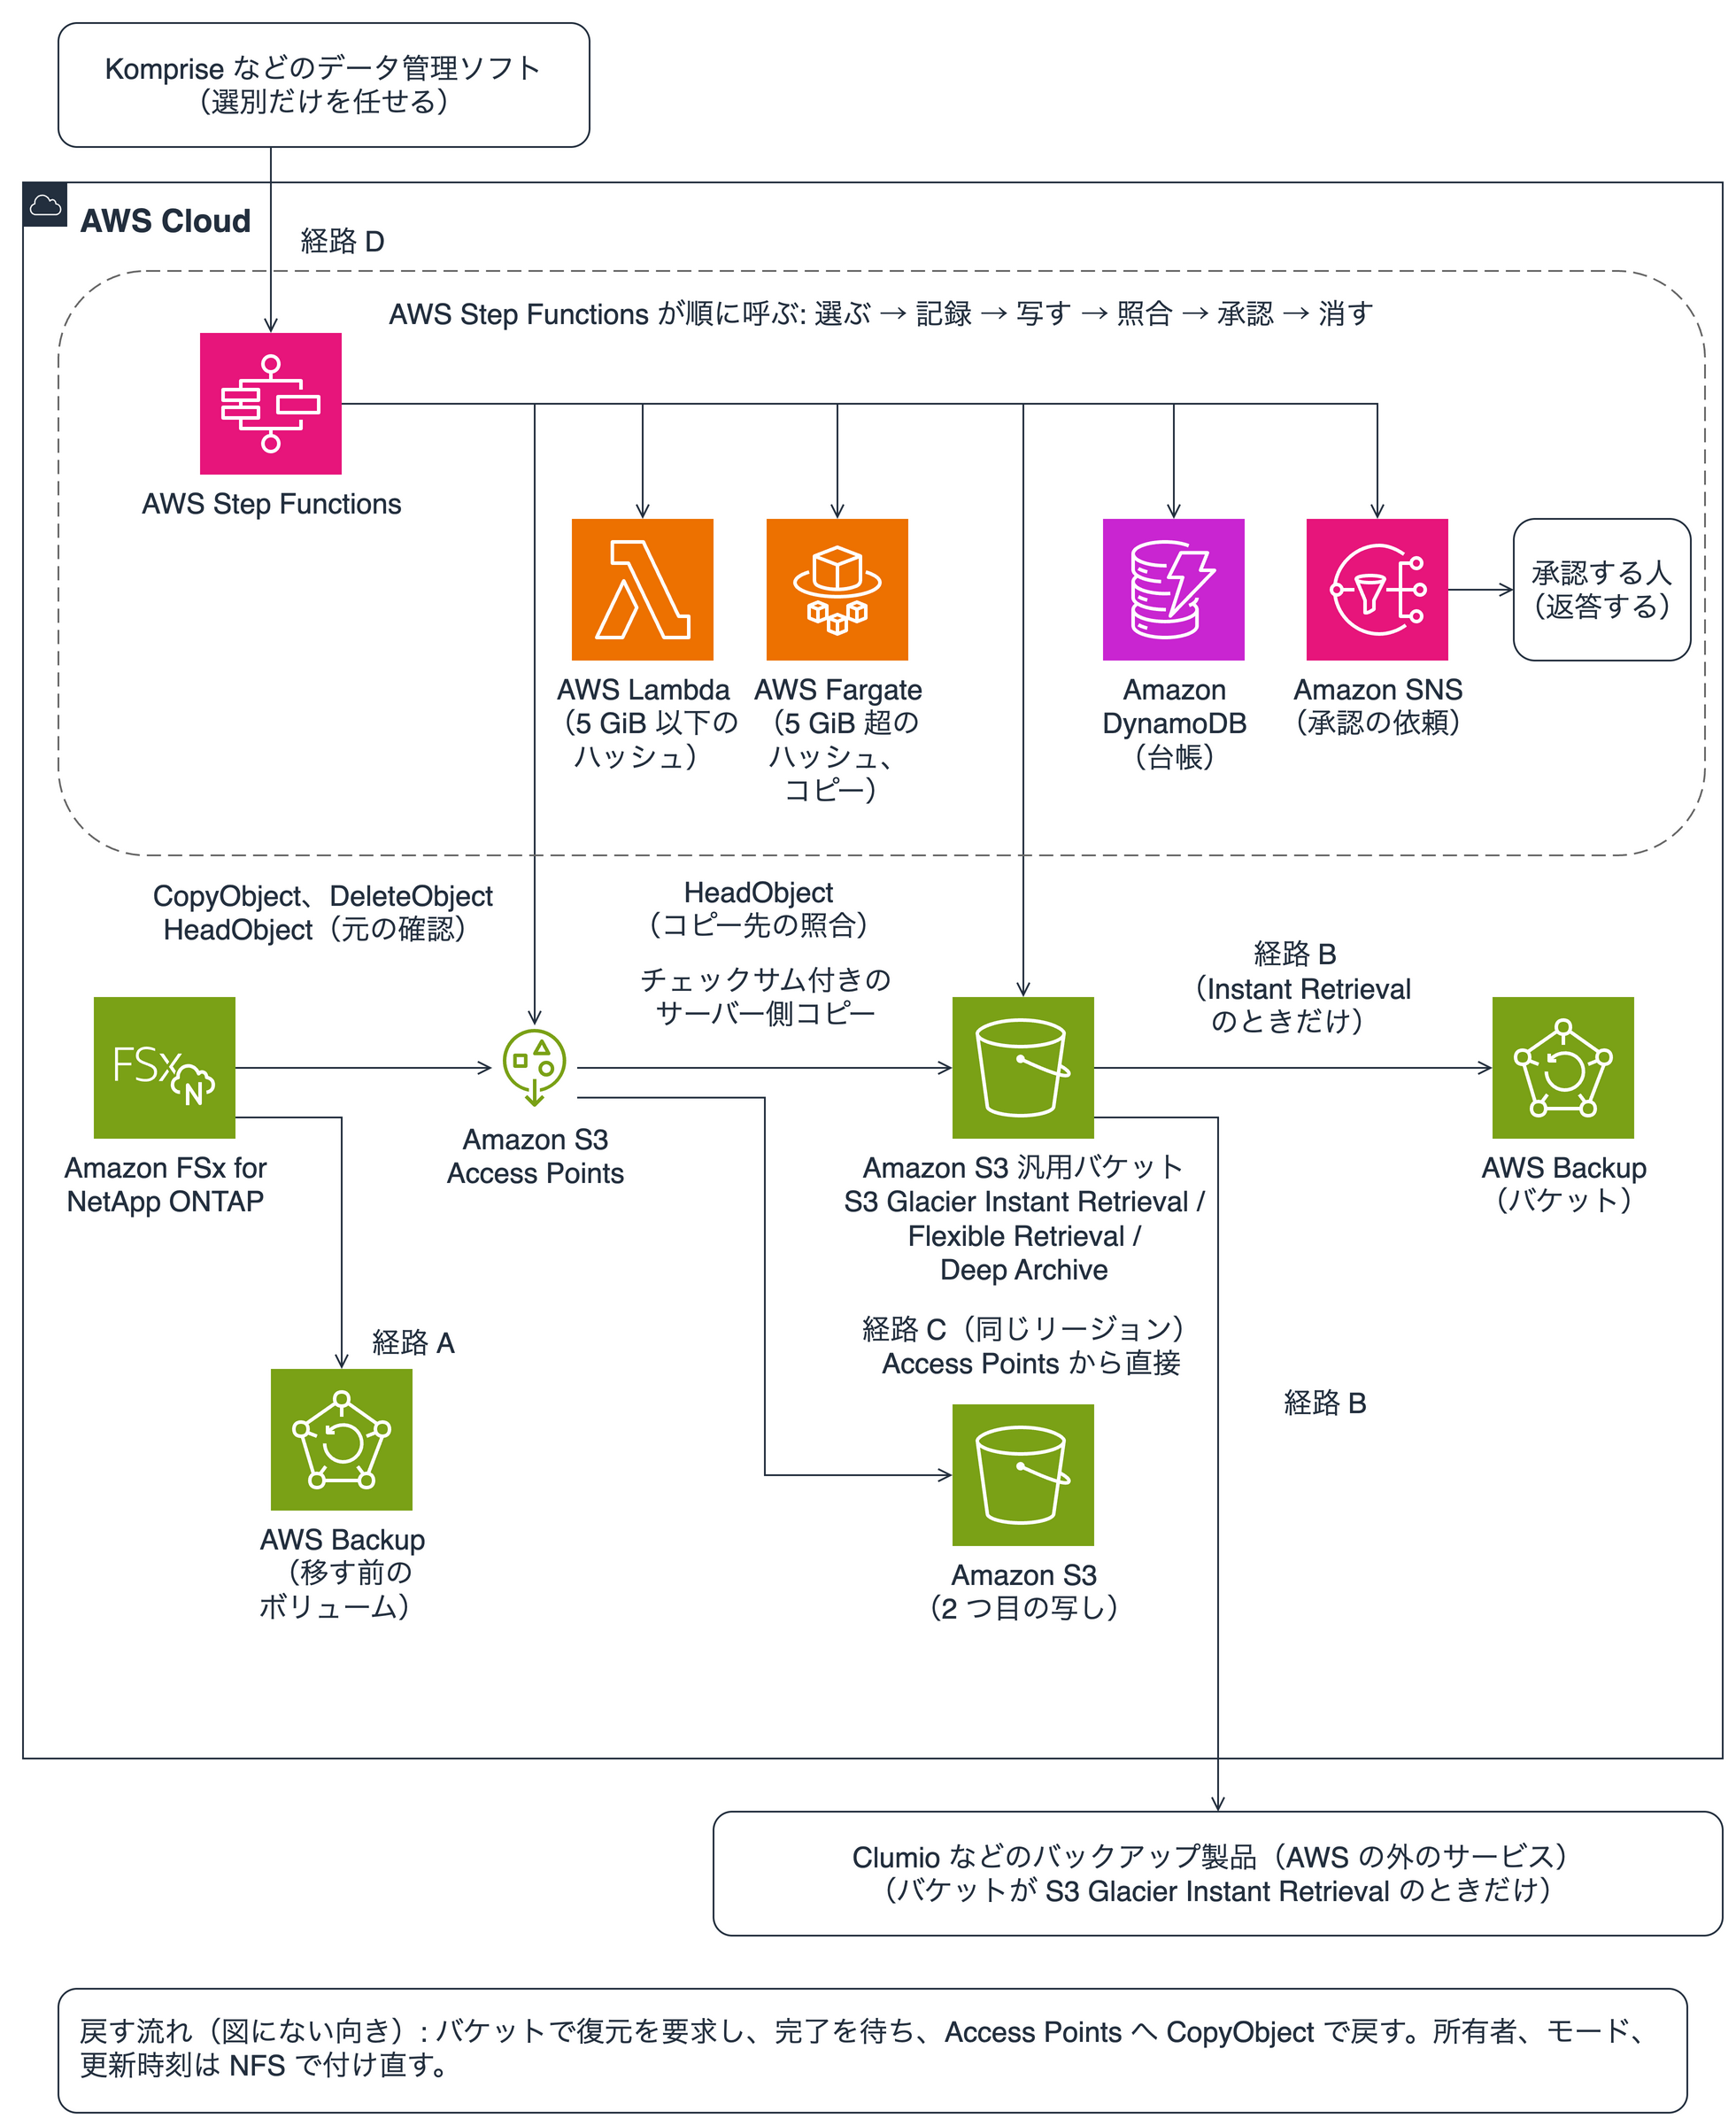 Komprise などのデータ管理ソフト
（選別だけを任せる）
AWS Cloud
経路 D
AWS Step Functions が順に呼ぶ: 選ぶ → 記録 → 写す → 照合 → 承認 → 消す
AWS Step Functions
承認する人
（返答する）
AWS Lambda
（5 GiB 以下の
ハッシュ）
AWS Fargate
（5 GiB 超の
ハッシュ、
コピー）
Amazon
DynamoDB
（台帳）
Amazon SNS
（承認の依頼）
CopyObject、DeleteObject
HeadObject（元の確認）
HeadObject
（コピー先の照合）
チェックサム付きの
サーバー側コピー
経路 B
（Instant Retrieval
のときだけ）
FSx
N
Amazon FSx for
NetApp ONTAP
Amazon S3
Access Points
Amazon S3 汎用バケット
S3 Glacier Instant Retrieval /
Flexible Retrieval /
Deep Archive
AWS Backup
（バケット）
経路 A
経路 C（同じリージョン）
Access Points から直接
経路 B
AWS Backup
（移す前の
ボリューム）
Amazon S3
（2 つ目の写し）
Clumio などのバックアップ製品（AWS の外のサービス）
（バケットが S3 Glacier Instant Retrieval のときだけ）
戻す流れ（図にない向き）: バケットで復元を要求し、完了を待ち、Access Points へ CopyObject で戻す。所有者、モード、
更新時刻は NFS で付け直す。